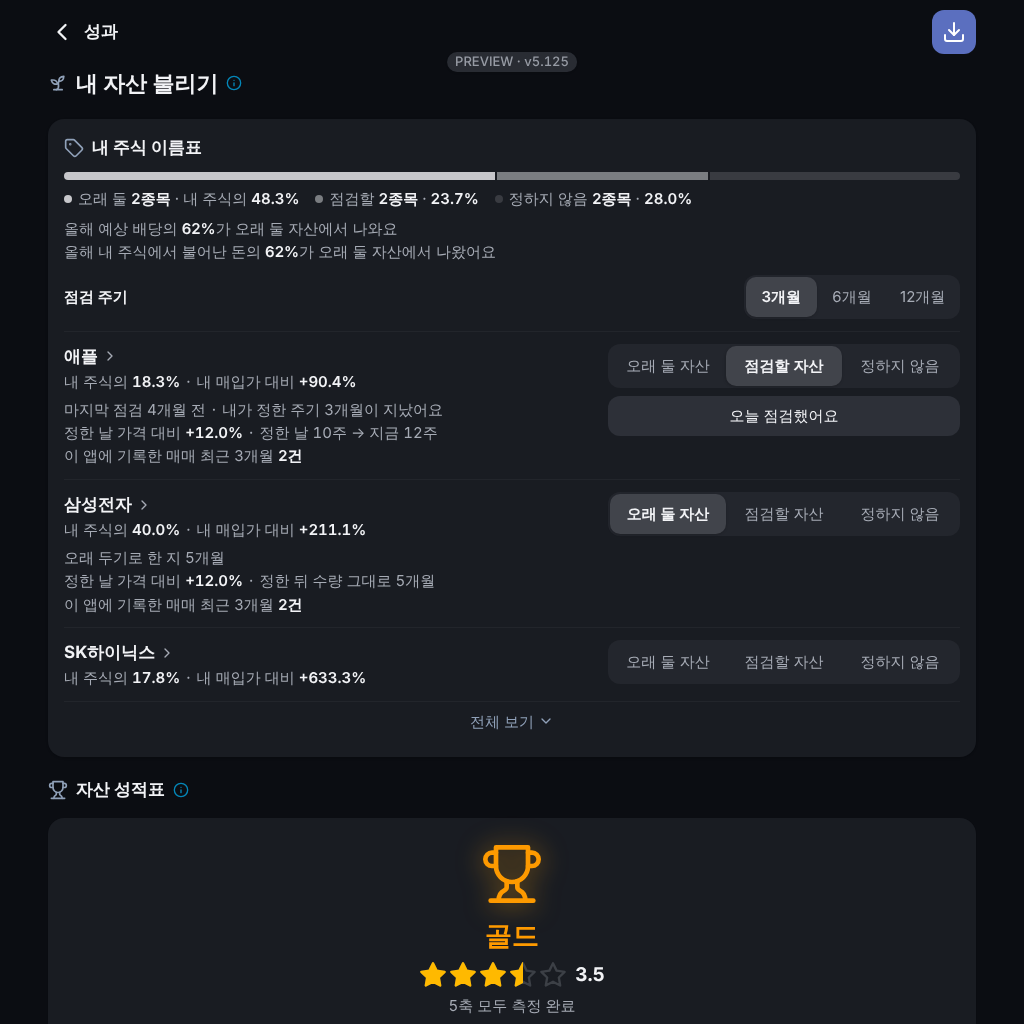 성과
PREVIEW · v5.125
내 자산 불리기
내 주식 이름표
오래 둘 2종목 · 내 주식의 48.3% 점검할 2종목 · 23.7% 정하지 않음 2종목 · 28.0%
올해 예상 배당의 62%가 오래 둘 자산에서 나와요
올해 내 주식에서 불어난 돈의 62%가 오래 둘 자산에서 나왔어요
점검 주기 3개월 6개월 12개월
애플
내 주식의 18.3% · 내 매입가 대비 +90.4%
오래 둘 자산 점검할 자산 정하지 않음
마지막 점검 4개월 전 · 내가 정한 주기 3개월이 지났어요
오늘 점검했어요
정한 날 가격 대비 +12.0% · 정한 날 10주 → 지금 12주
이 앱에 기록한 매매 최근 3개월 2건
삼성전자
내 주식의 40.0% · 내 매입가 대비 +211.1%
오래 둘 자산 점검할 자산 정하지 않음
오래 두기로 한 지 5개월
정한 날 가격 대비 +12.0% · 정한 뒤 수량 그대로 5개월
이 앱에 기록한 매매 최근 3개월 2건
SK하이닉스
내 주식의 17.8% · 내 매입가 대비 +633.3%
오래 둘 자산 점검할 자산 정하지 않음
전체 보기
자산 성적표
골드
3.5
5축 모두 측정 완료